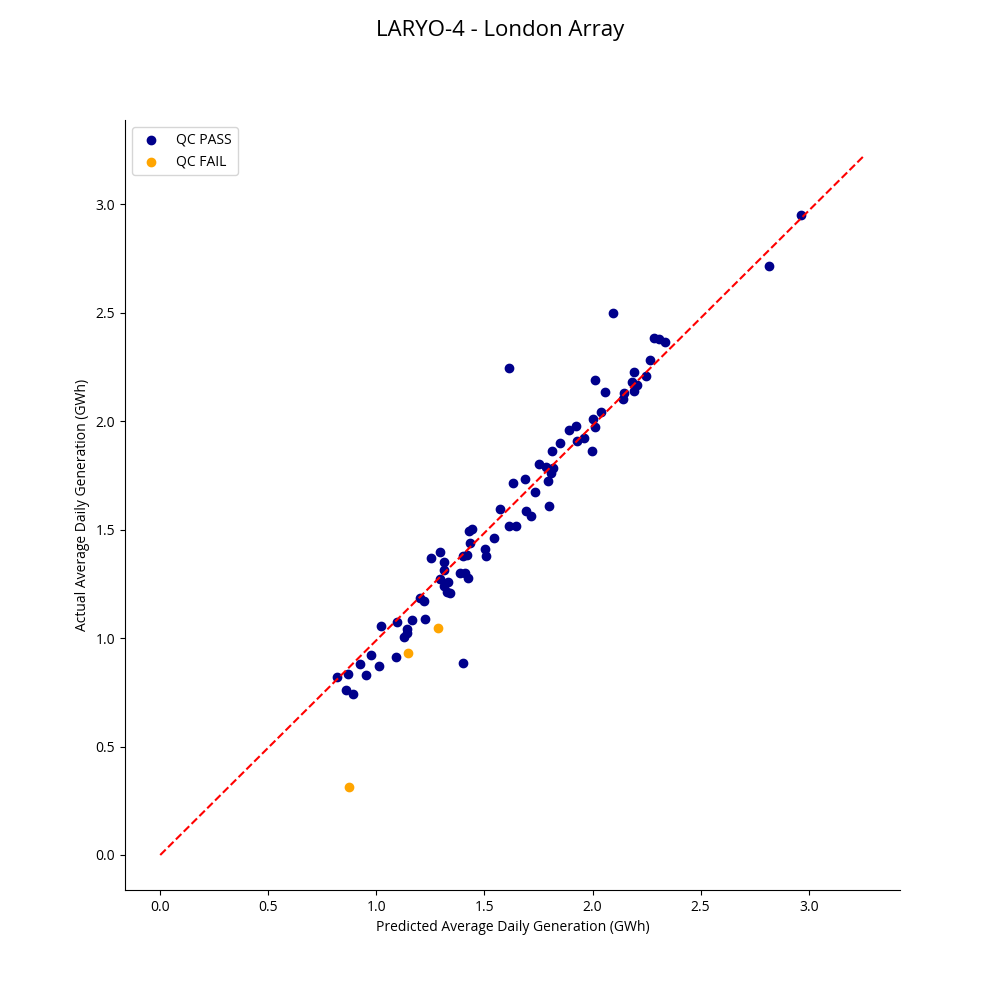 LARYO-4 - London Array
QC PASS
QC FAIL
3.0
2.5
2.0
1.5
1.0
0.5
0.0
Actual Average Daily Generation (GWh)
0.0 0.5 1.0 1.5 2.0 2.5 3.0
Predicted Average Daily Generation (GWh)